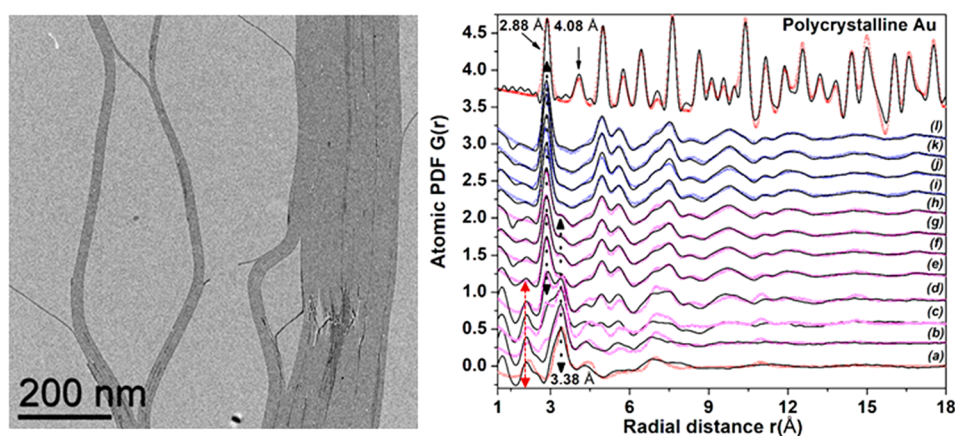 200 nm
Polycrystalline Au
2.88 Å
4.08 Å
Atomic PDF G(r)
4.5
4.0
3.5
3.0
2.5
2.0
1.5
1.0
0.5
0.0
(l)
(k)
(j)
(i)
(h)
(g)
(f)
(e)
(d)
(c)
(b)
(a)
3.38 Å
1 3 6 9 12 15 18
Radial distance r(Å)